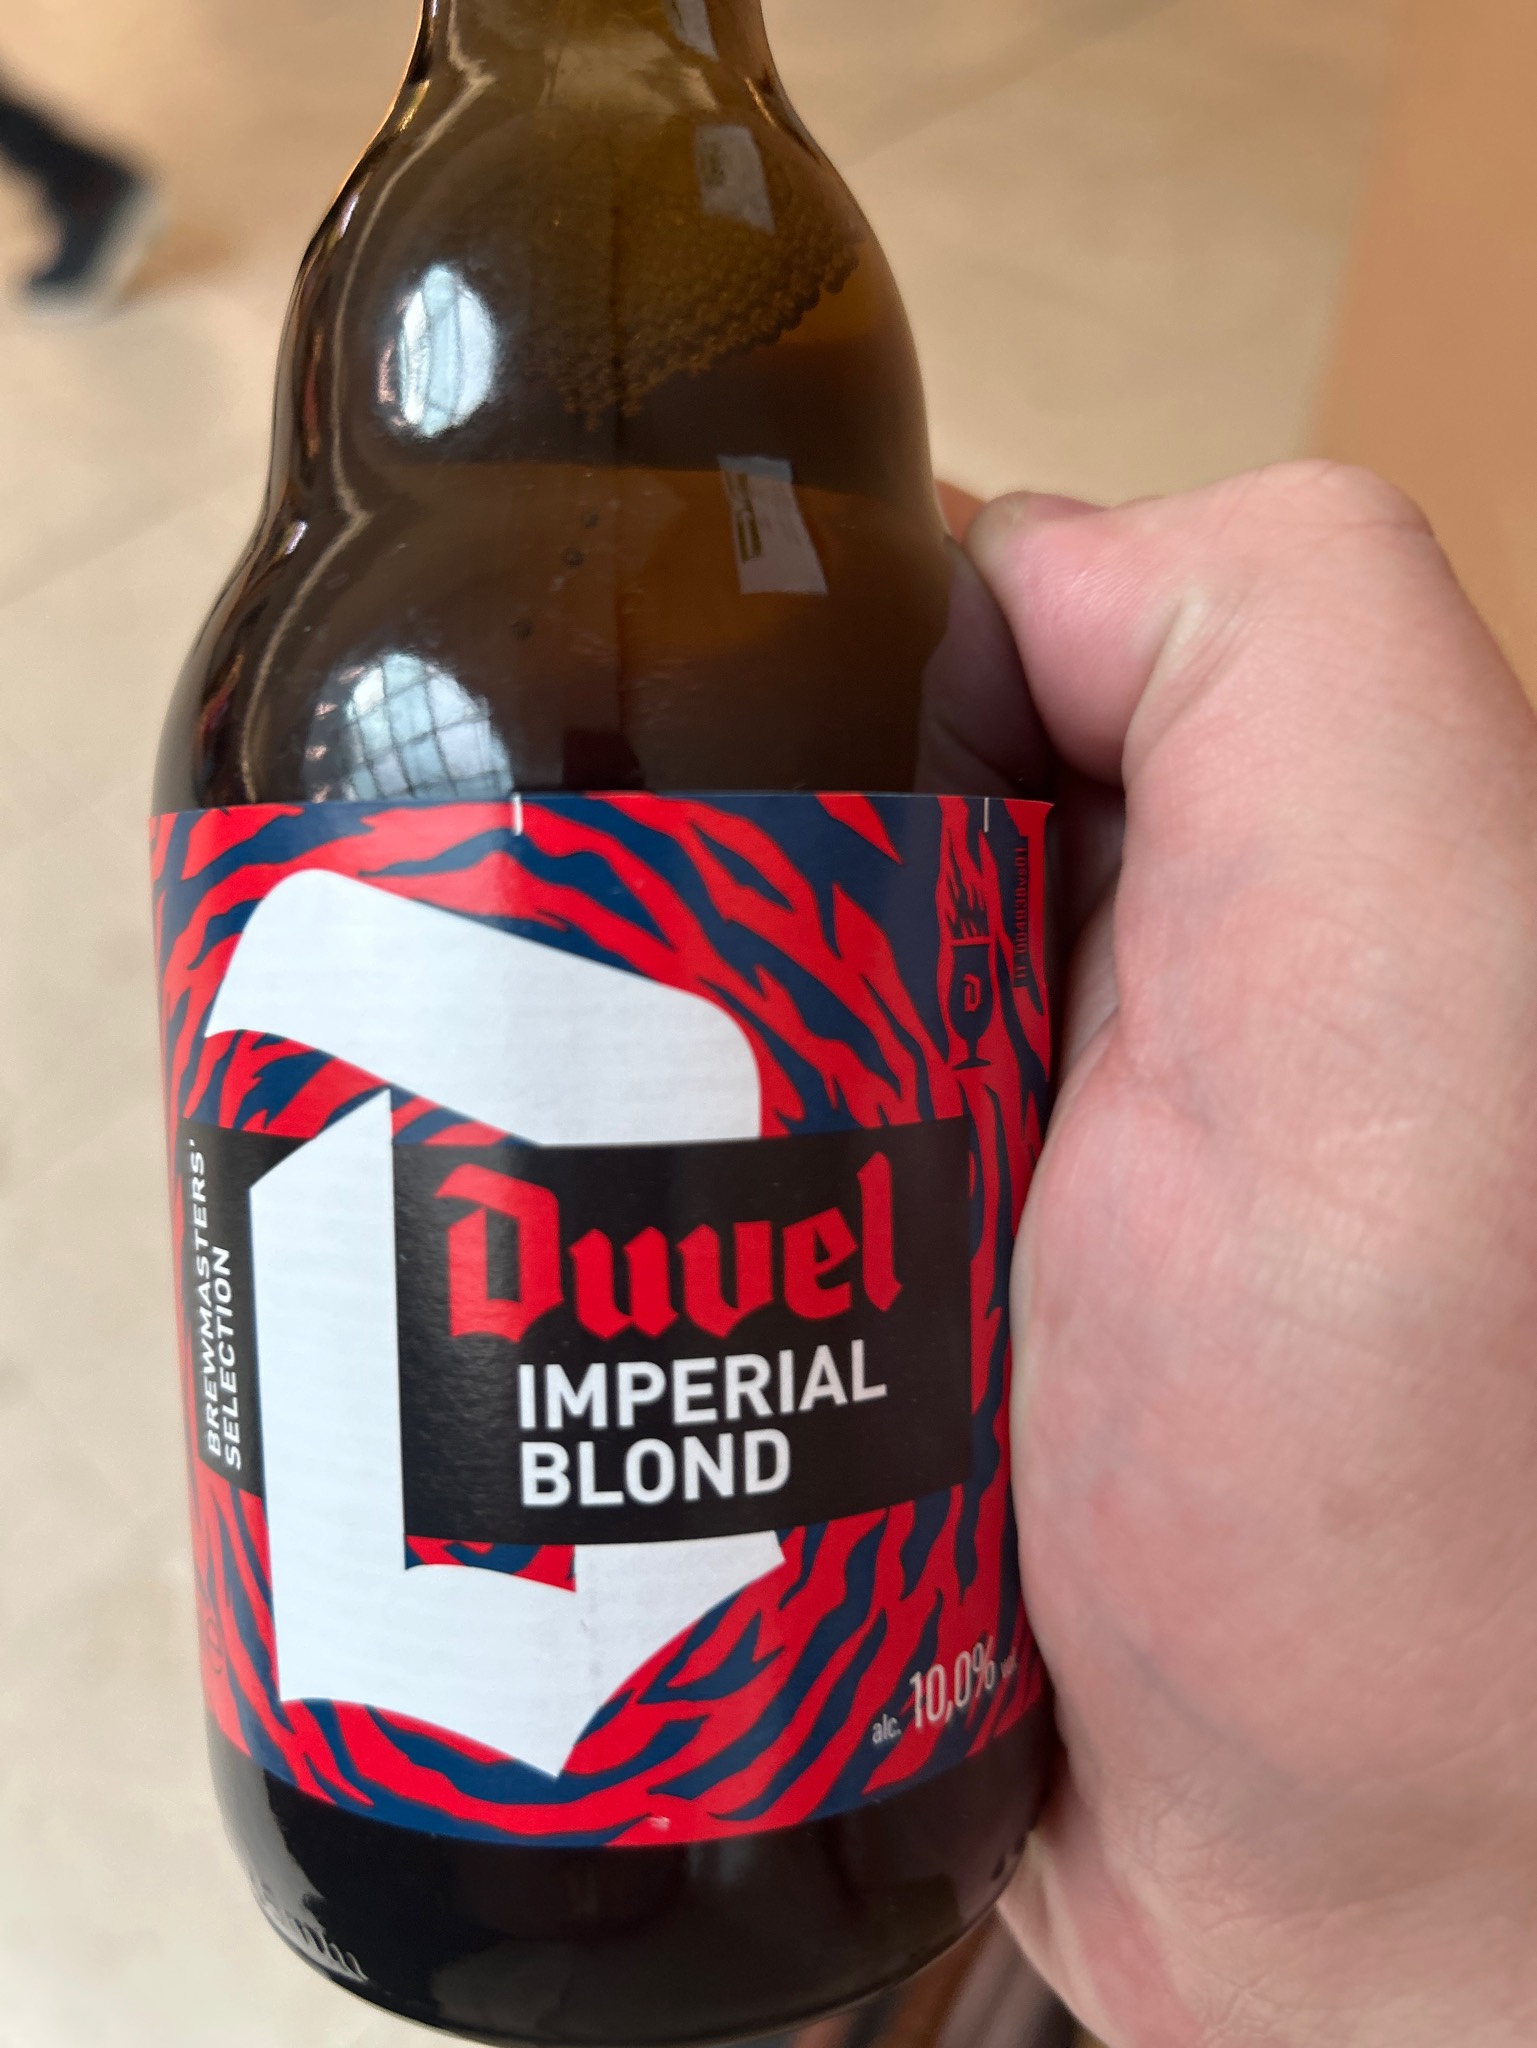 BREWMASTERS'
SELECTION
Duvel
IMPERIAL
BLOND
alc. 10,0% vol.